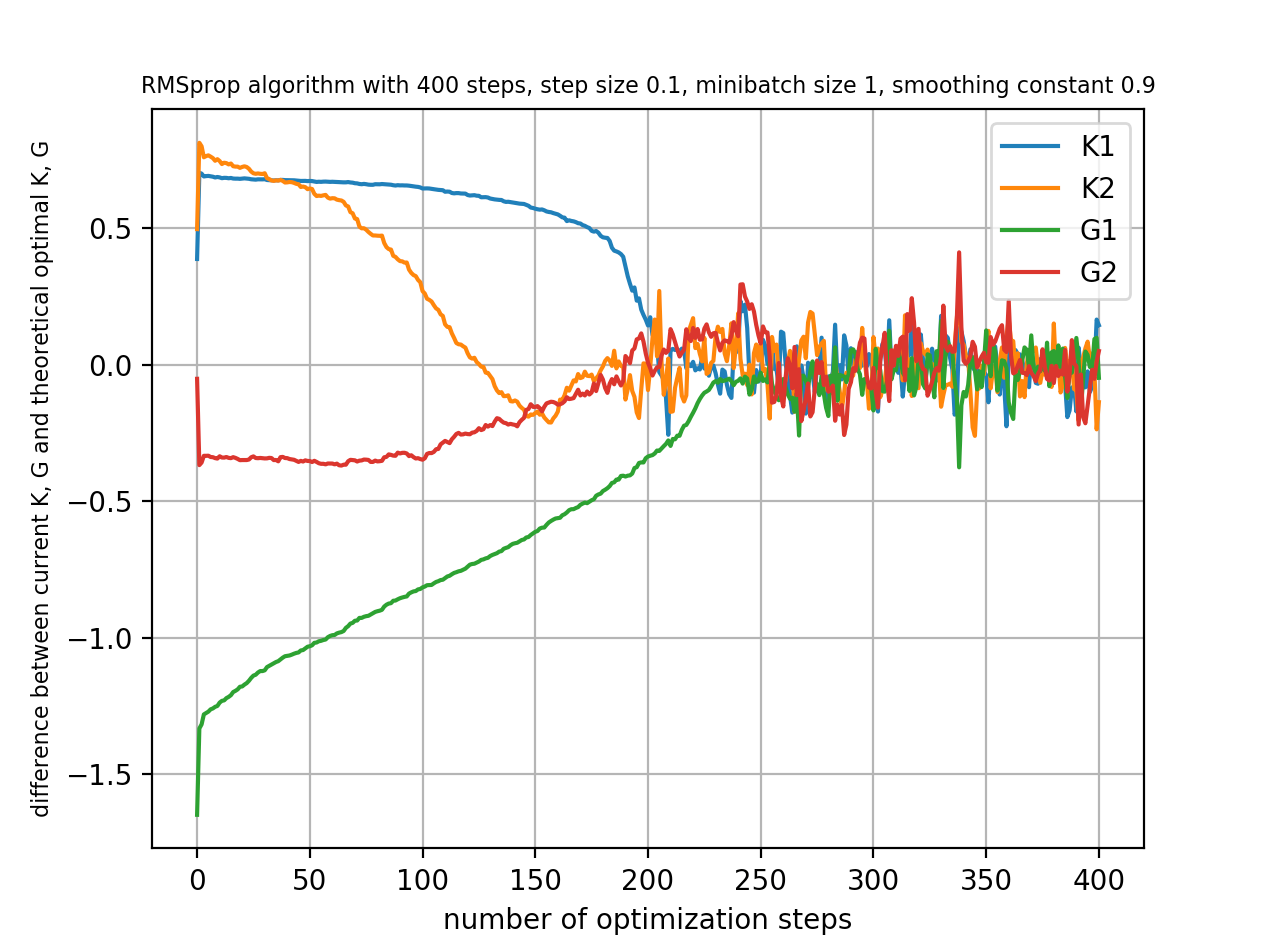 RMSprop algorithm with 400 steps, step size 0.1, minibatch size 1, smoothing constant 0.9
difference between current K, G and theoretical optimal K, G
0.5
0.0
−0.5
−1.0
−1.5
K1
K2
G1
G2
0 50 100 150 200 250 300 350 400
number of optimization steps